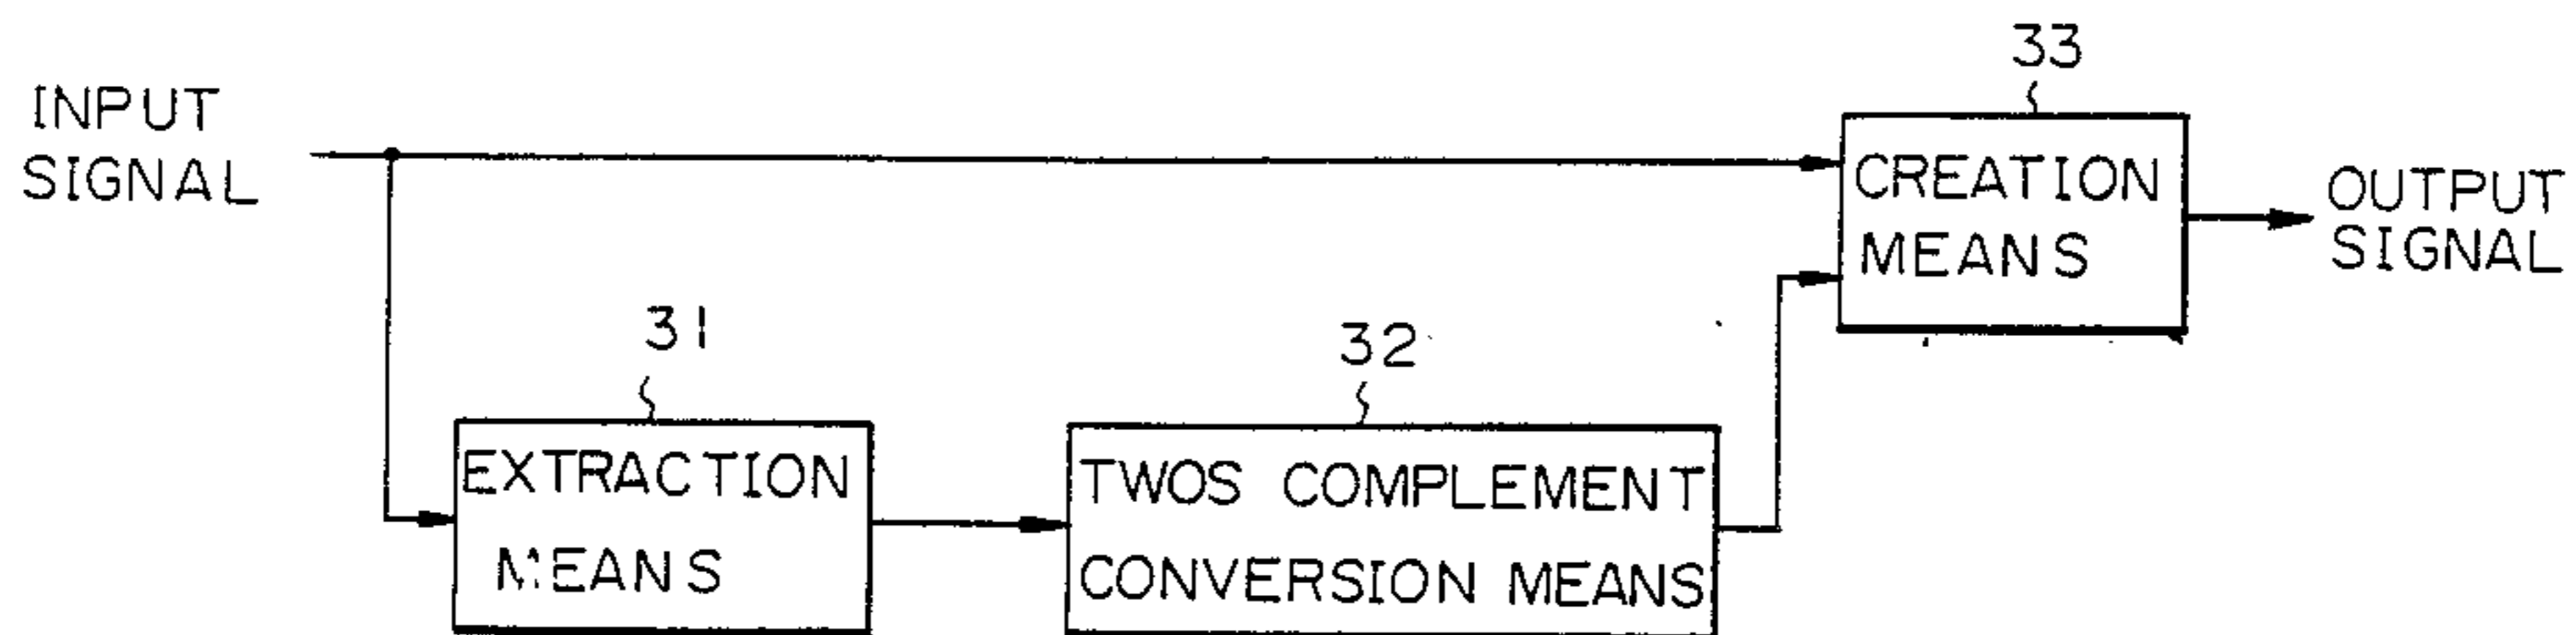 33
INPUT
SIGNAL
CREATION
MEANS
OUTPUT
SIGNAL
31
32
EXTRACTION
MEANS
TWOS COMPLEMENT
CONVERSION MEANS